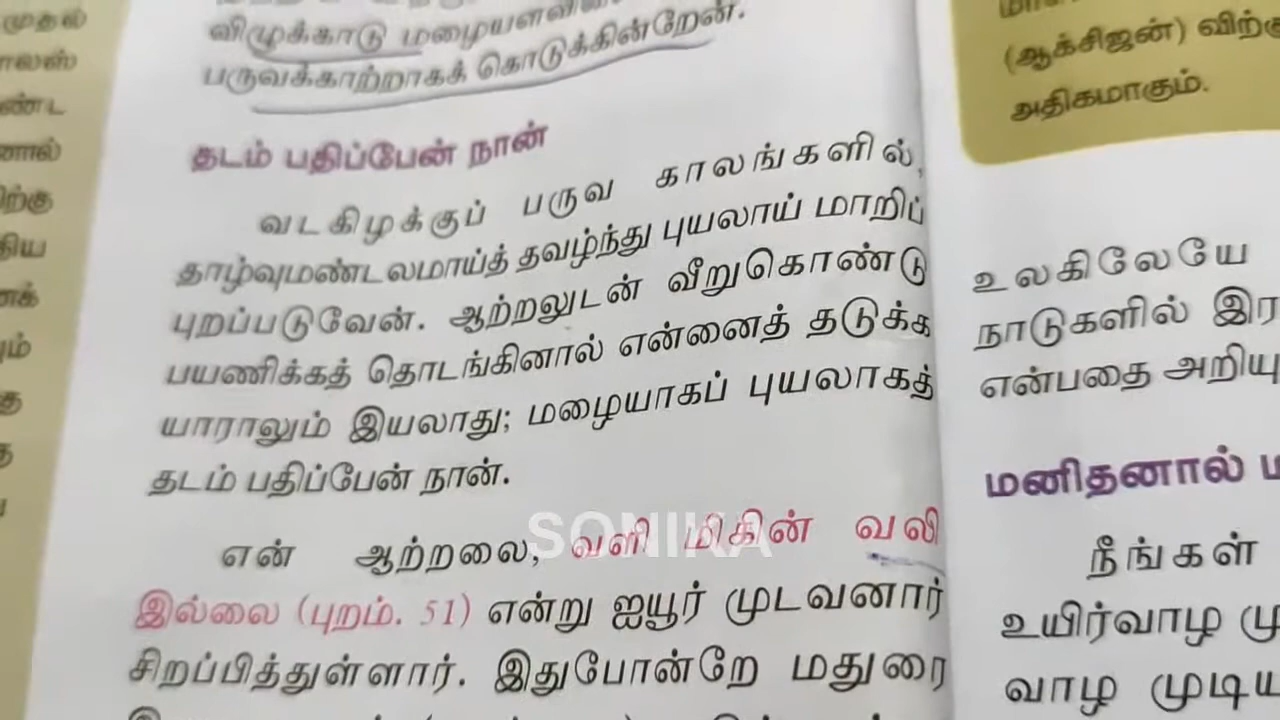 முதல்
ண்ட
னால்
ற்கு
திய
னக்
ும்
விழுக்காடு மழையளவி
பருவக்காற்றாகக் கொடுக்கின்றேன்.
தடம் பதிப்பேன் நான்
வடகிழக்குப் பருவ காலங்களில்,
தாழ்வுமண்டலமாய்த் தவழ்ந்து புயலாய் மாறிப்
புறப்படுவேன். ஆற்றலுடன் வீறுகொண்டு
பயணிக்கத் தொடங்கினால் என்னைத் தடுக்க
யாராலும் இயலாது; மழையாகப் புயலாகத்
தடம் பதிப்பேன் நான்.
என் ஆற்றலை, வளி மிகின் வலி
SONIKA
இல்லை (புறம். 51) என்று ஐயூர் முடவனார்
சிறப்பித்துள்ளார். இதுபோன்றே மதுரை
(ஆக்சிஜன்) விற்கு
அதிகமாகும்.
உலகிலேயே
நாடுகளில் இர
என்பதை அறியு
மனிதனால் ம
நீங்கள்
உயிர்வாழ மு
வாழ முடிய